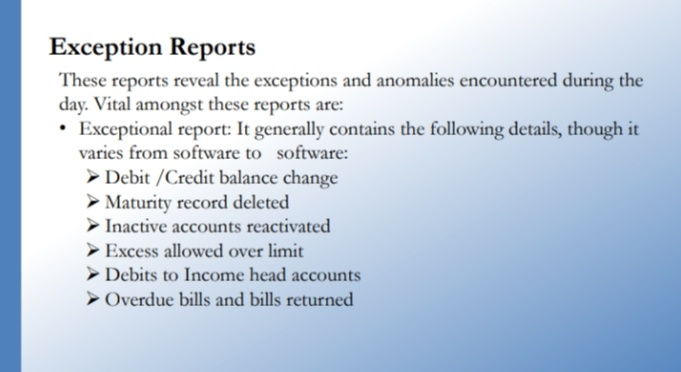 Exception Reports
These reports reveal the exceptions and anomalies encountered during the
day. Vital amongst these reports are:
• Exceptional report: It generally contains the following details, though it
varies from software to software:
➢ Debit /Credit balance change
➢ Maturity record deleted
➢ Inactive accounts reactivated
➢ Excess allowed over limit
➢ Debits to Income head accounts
➢ Overdue bills and bills returned